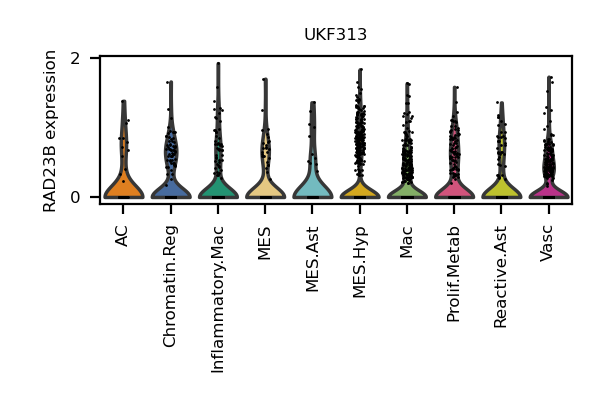 UKF313
RAD23B expression
2
0
AC
Chromatin.Reg
Inflammatory.Mac
MES
MES.Ast
MES.Hyp
Mac
Prolif.Metab
Reactive.Ast
Vasc